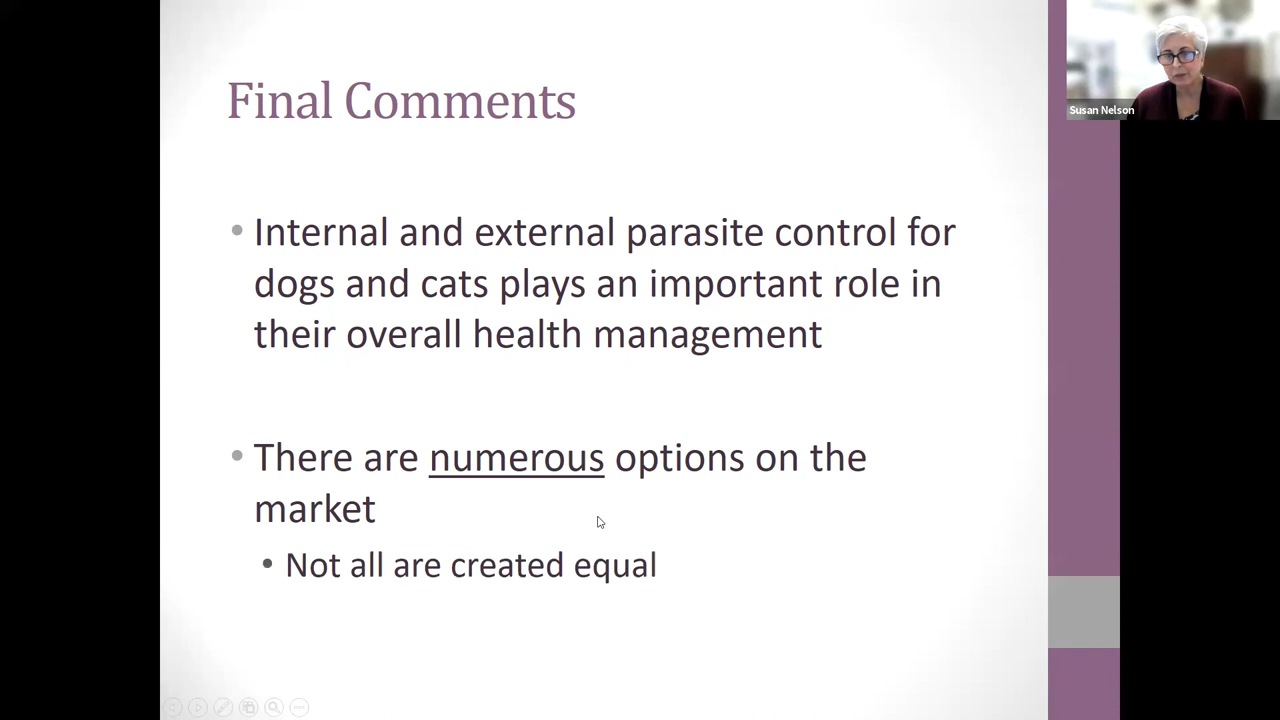 Final Comments
Susan Nelson
• Internal and external parasite control for
dogs and cats plays an important role in
their overall health management
• There are numerous options on the
market
• Not all are created equal